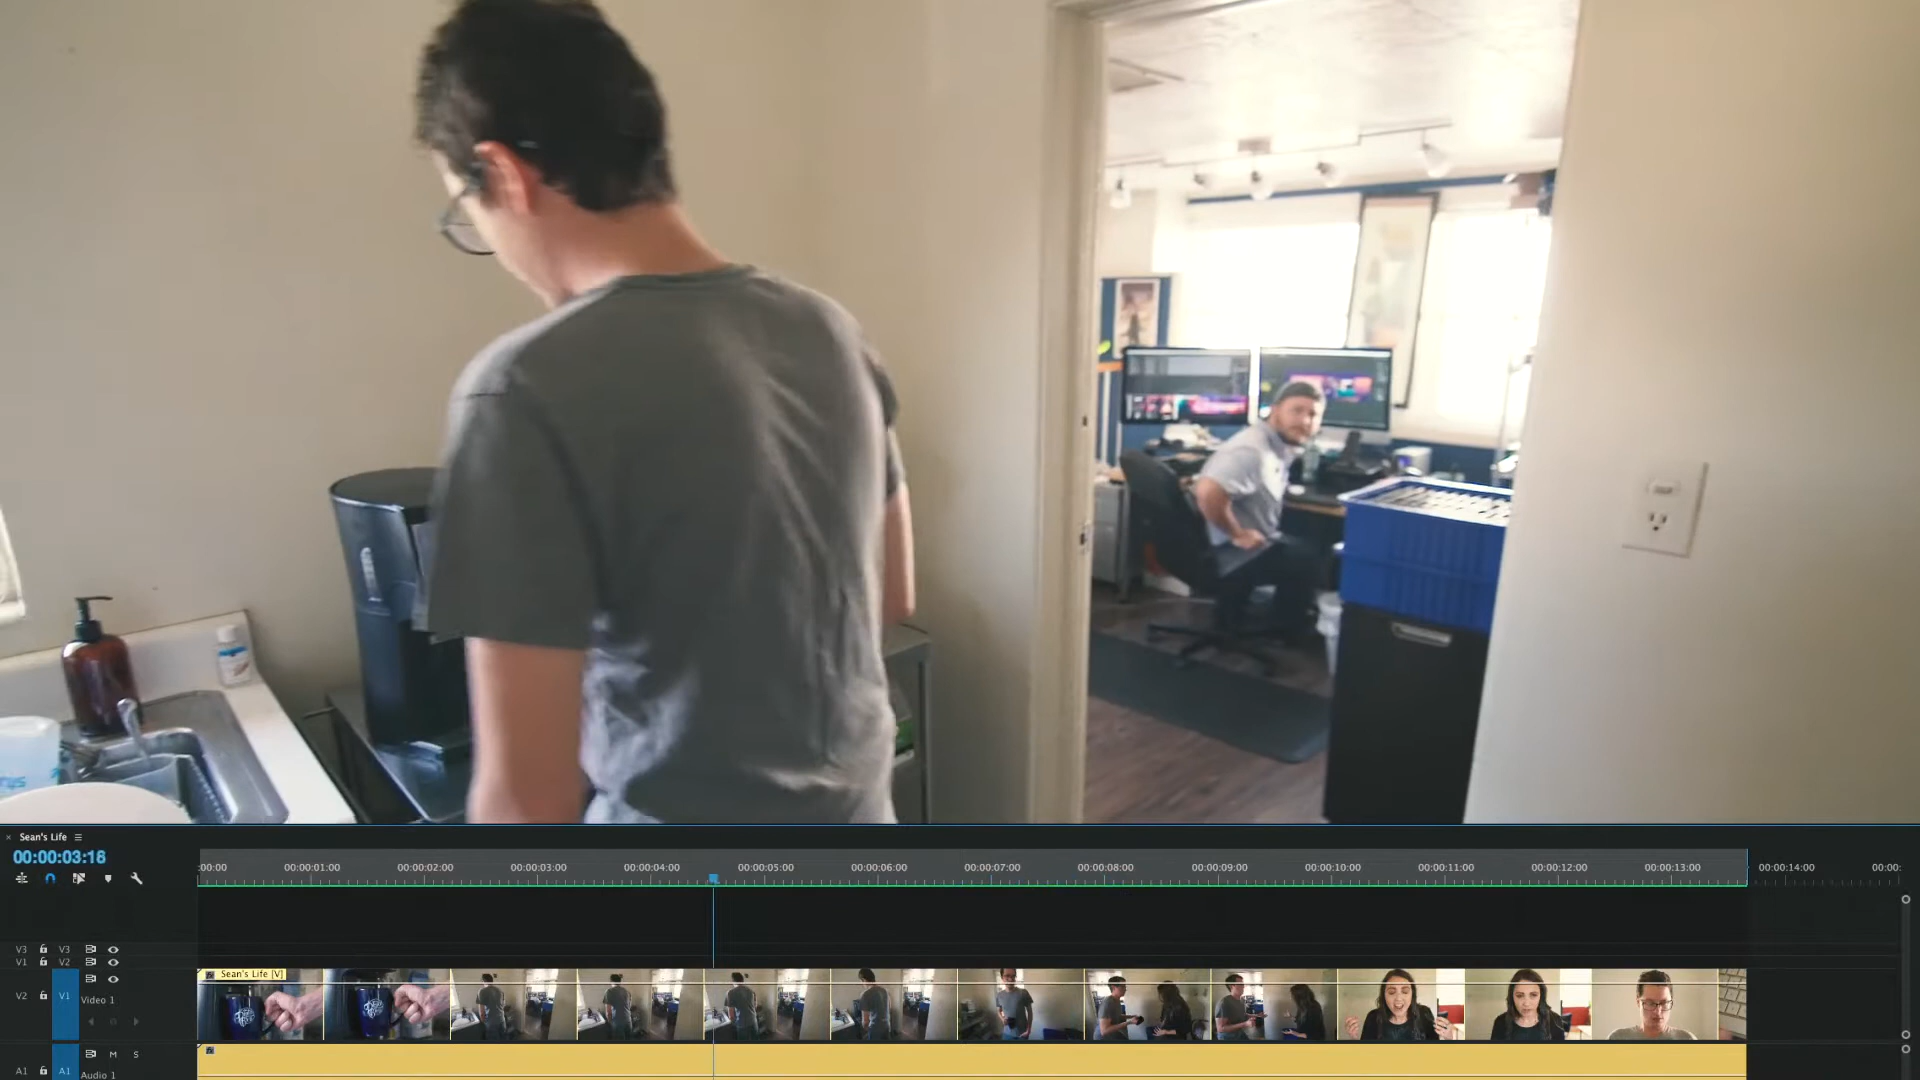 Sean's Life
00:00:03:18
:00:00 00:00:01:00 00:00:02:00 00:00:03:00 00:00:04:00 00:00:05:00 00:00:06:00 00:00:07:00 00:00:08:00 00:00:09:00 00:00:10:00 00:00:11:00 00:00:12:00 00:00:13:00 00:00:14:00 00:00:
V3 V3
V1 V2
Sean's Life [V]
V2 V1 Video 1
M S
A1 A1 Audio 1